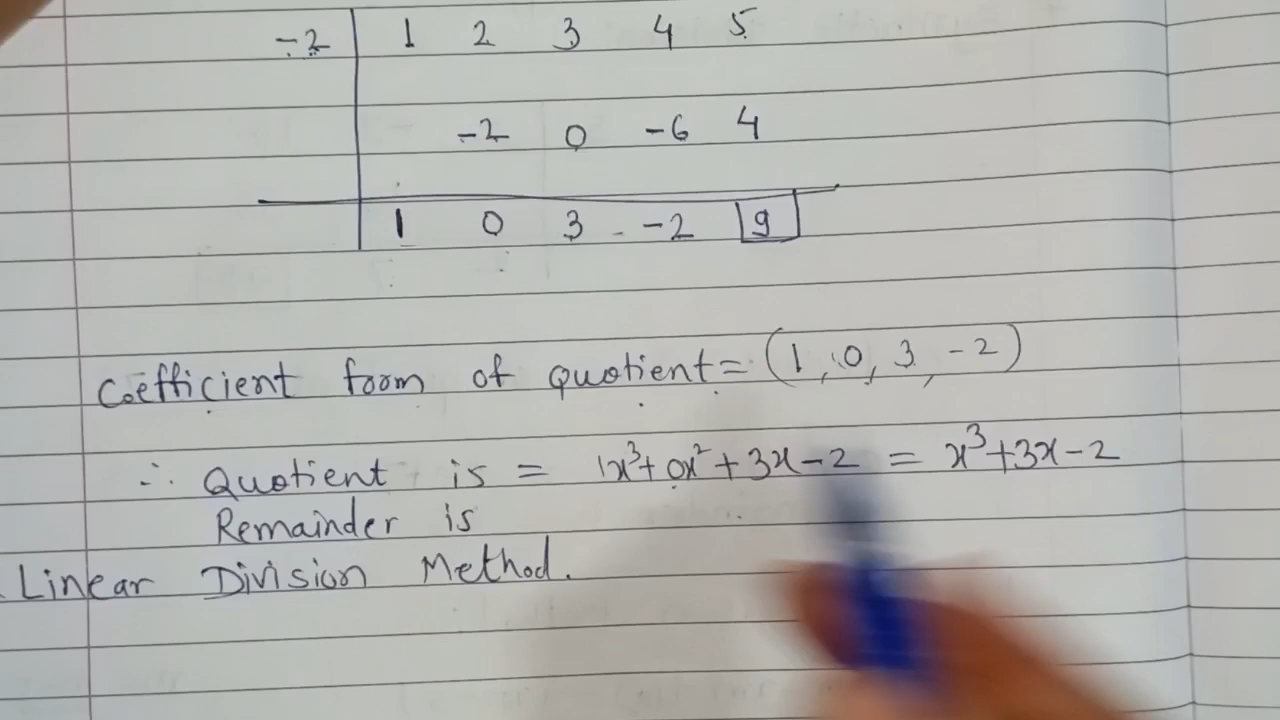 -2 | 1 2 3 4 5
-2 0 -6 4
1 0 3 -2 9
Coefficient form of quotient = (1, 0, 3, -2)
∴ Quotient is = 1x³ + 0x² + 3x - 2 = x³ + 3x - 2
Remainder is
Linear Division Method.